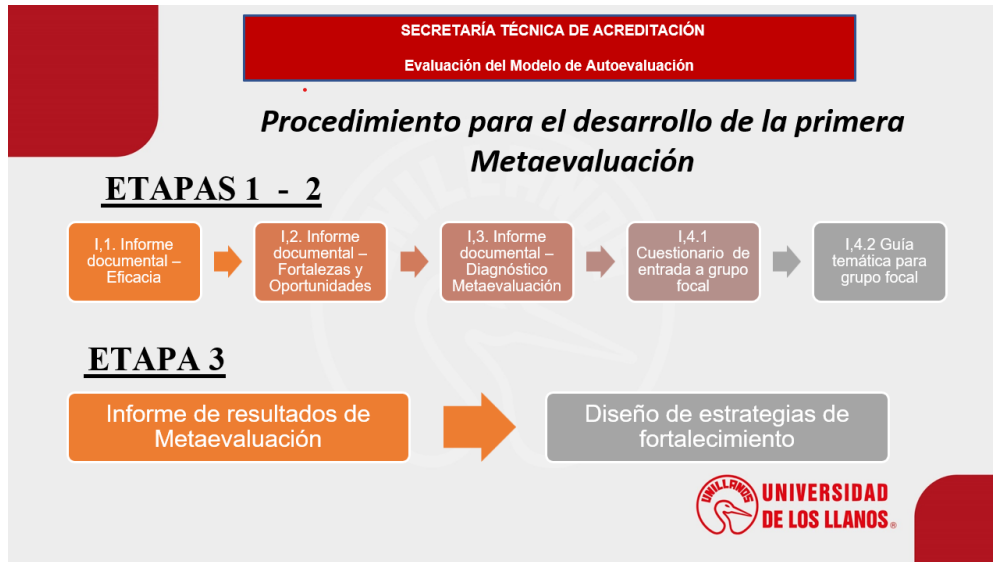 SECRETARÍA TÉCNICA DE ACREDITACIÓN
Evaluación del Modelo de Autoevaluación
Procedimiento para el desarrollo de la primera
Metaevaluación
ETAPAS 1 - 2
I,1. Informe
documental –
Eficacia
I,2. Informe
documental –
Fortalezas y
Oportunidades
I,3. Informe
documental –
Diagnóstico
Metaevaluación
I,4.1
Cuestionario de
entrada a grupo
focal
I,4.2 Guía
temática para
grupo focal
ETAPA 3
Informe de resultados de
Metaevaluación
Diseño de estrategias de
fortalecimiento
UNILLANOS
UNIVERSIDAD
DE LOS LLANOS®